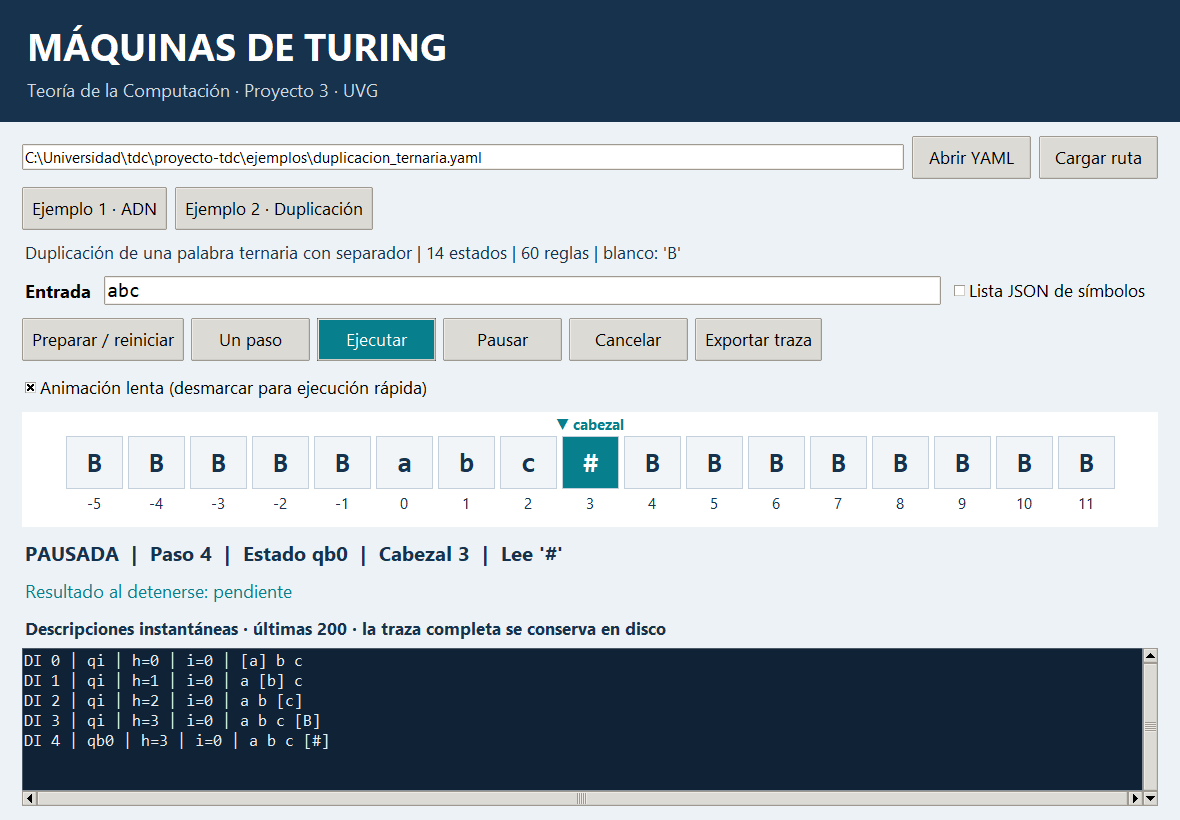 MÁQUINAS DE TURING
Teoría de la Computación · Proyecto 3 · UVG
C:\Universidad\tdc\proyecto-tdc\ejemplos\duplicacion_ternaria.yaml
Abrir YAML
Cargar ruta
Ejemplo 1 · ADN
Ejemplo 2 · Duplicación
Duplicación de una palabra ternaria con separador | 14 estados | 60 reglas | blanco: 'B'
Entrada
abc
Lista JSON de símbolos
Preparar / reiniciar
Un paso
Ejecutar
Pausar
Cancelar
Exportar traza
Animación lenta (desmarcar para ejecución rápida)
▼ cabezal
B B B B B a b c # B B B B B B B B
-5 -4 -3 -2 -1 0 1 2 3 4 5 6 7 8 9 10 11
PAUSADA | Paso 4 | Estado qb0 | Cabezal 3 | Lee '#'
Resultado al detenerse: pendiente
Descripciones instantáneas · últimas 200 · la traza completa se conserva en disco
DI 0 | qi | h=0 | i=0 | [a] b c
DI 1 | qi | h=1 | i=0 | a [b] c
DI 2 | qi | h=2 | i=0 | a b [c]
DI 3 | qi | h=3 | i=0 | a b c [B]
DI 4 | qb0 | h=3 | i=0 | a b c [#]